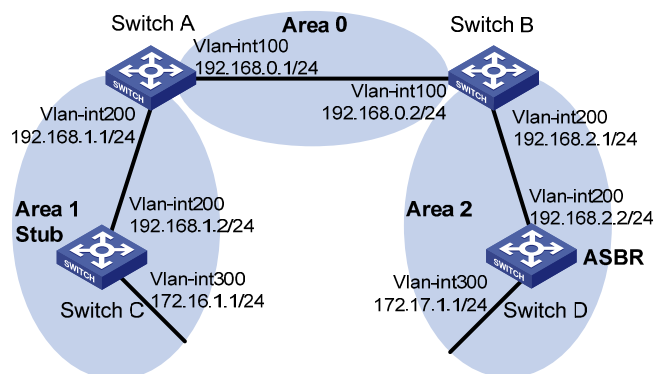 Area 0
Switch A
Switch B
Vlan-int100
192.168.0.1/24
Vlan-int100
192.168.0.2/24
SWITCH
SWITCH
Vlan-int200
192.168.1.1/24
Vlan-int200
192.168.2.1/24
Area 1
Stub
Vlan-int200
192.168.1.2/24
Area 2
Vlan-int200
192.168.2.2/24
SWITCH
SWITCH
ASBR
Vlan-int300
172.16.1.1/24
Vlan-int300
172.17.1.1/24
Switch C
Switch D